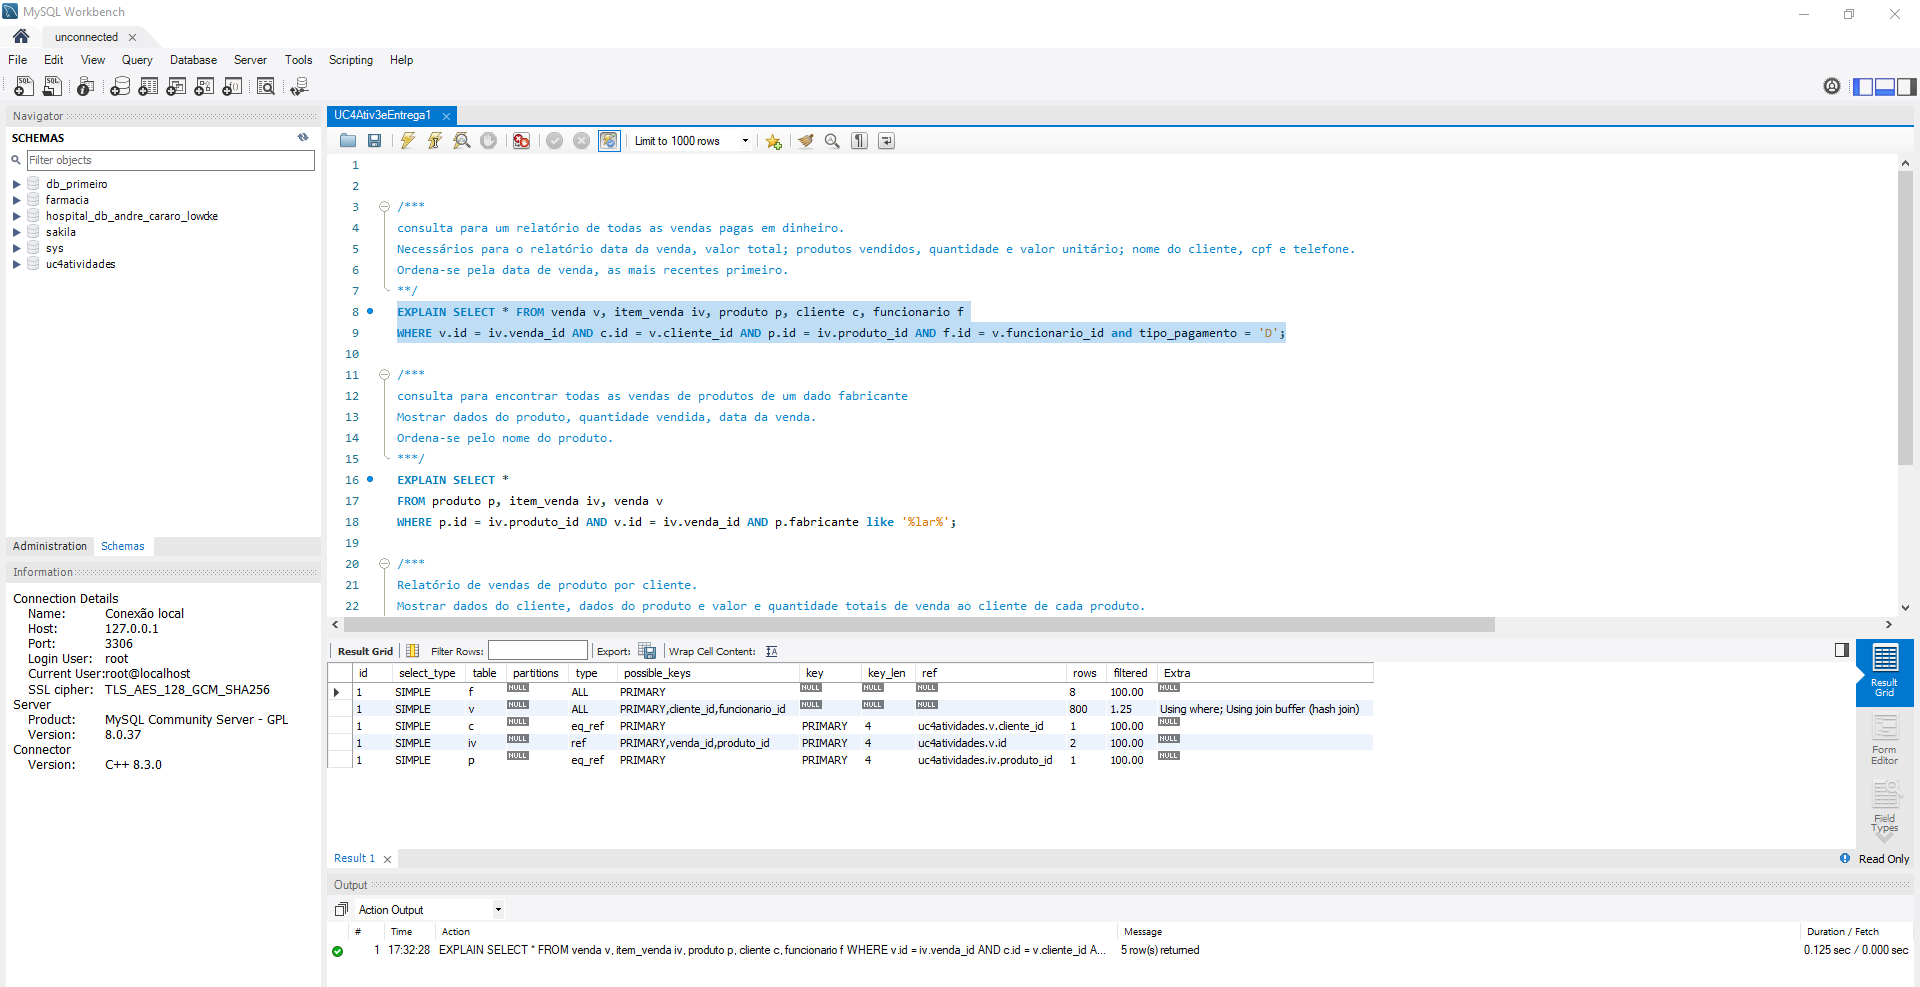 MySQL Workbench
unconnected
File Edit View Query Database Server Tools Scripting Help
Navigator
SCHEMAS
Filter objects
db_primeiro
farmacia
hospital_db_andre_cararo_lowcke
sakila
sys
uc4atividades
Administration Schemas
Information
Connection Details
Name: Conexão local
Host: 127.0.0.1
Port: 3306
Login User: root
Current User:root@localhost
SSL cipher: TLS_AES_128_GCM_SHA256
Server
Product: MySQL Community Server - GPL
Version: 8.0.37
Connector
Version: C++ 8.3.0
UC4Ativ3eEntrega1
Limit to 1000 rows
1
2
3 /***
4 consulta para um relatório de todas as vendas pagas em dinheiro.
5 Necessários para o relatório data da venda, valor total; produtos vendidos, quantidade e valor unitário; nome do cliente, cpf e telefone.
6 Ordena-se pela data de venda, as mais recentes primeiro.
7 **/
8 EXPLAIN SELECT * FROM venda v, item_venda iv, produto p, cliente c, funcionario f
9 WHERE v.id = iv.venda_id AND c.id = v.cliente_id AND p.id = iv.produto_id AND f.id = v.funcionario_id and tipo_pagamento = 'D';
10
11 /***
12 consulta para encontrar todas as vendas de produtos de um dado fabricante
13 Mostrar dados do produto, quantidade vendida, data da venda.
14 Ordena-se pelo nome do produto.
15 ***/
16 EXPLAIN SELECT *
17 FROM produto p, item_venda iv, venda v
18 WHERE p.id = iv.produto_id AND v.id = iv.venda_id AND p.fabricante like '%lar%';
19
20 /***
21 Relatório de vendas de produto por cliente.
22 Mostrar dados do cliente, dados do produto e valor e quantidade totais de venda ao cliente de cada produto.
Result Grid Filter Rows: Export: Wrap Cell Content:
id select_type table partitions type possible_keys key key_len ref rows filtered Extra
1 SIMPLE f NULL ALL PRIMARY NULL NULL NULL 8 100.00 NULL
1 SIMPLE v NULL ALL PRIMARY,cliente_id,funcionario_id NULL NULL NULL 800 1.25 Using where; Using join buffer (hash join)
1 SIMPLE c NULL eq_ref PRIMARY PRIMARY 4 uc4atividades.v.cliente_id 1 100.00 NULL
1 SIMPLE iv NULL ref PRIMARY,venda_id,produto_id PRIMARY 4 uc4atividades.v.id 2 100.00 NULL
1 SIMPLE p NULL eq_ref PRIMARY PRIMARY 4 uc4atividades.iv.produto_id 1 100.00 NULL
Result
Grid
Form
Editor
Field
Types
Result 1
Read Only
Output
Action Output
# Time Action Message Duration / Fetch
1 17:32:28 EXPLAIN SELECT * FROM venda v, item_venda iv, produto p, cliente c, funcionario f WHERE v.id = iv.venda_id AND c.id = v.cliente_id A... 5 row(s) returned 0.125 sec / 0.000 sec